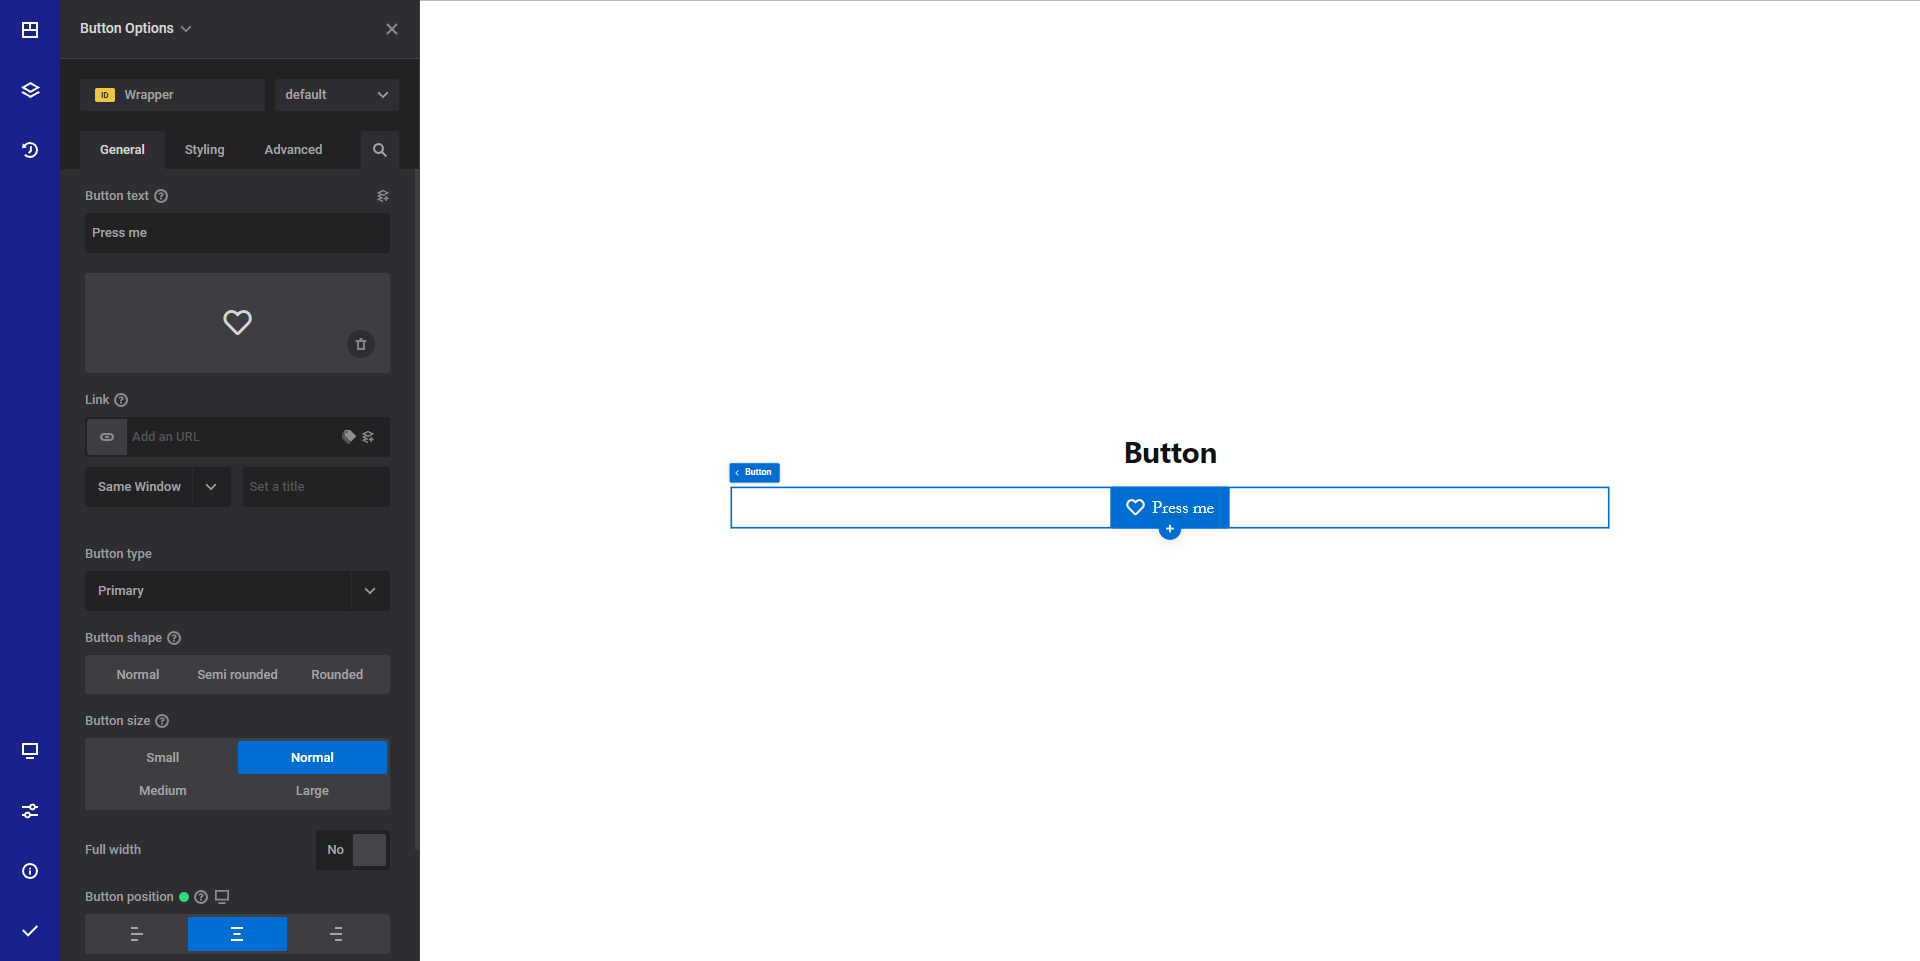 Button Options
ID Wrapper
default
General
Styling
Advanced
Button text ?
Press me
Link ?
Add an URL
Same Window
Set a title
Button type
Primary
Button shape ?
Normal
Semi rounded
Rounded
Button size ?
Small
Normal
Medium
Large
Full width
No
Button position ?
Button
Button
Press me